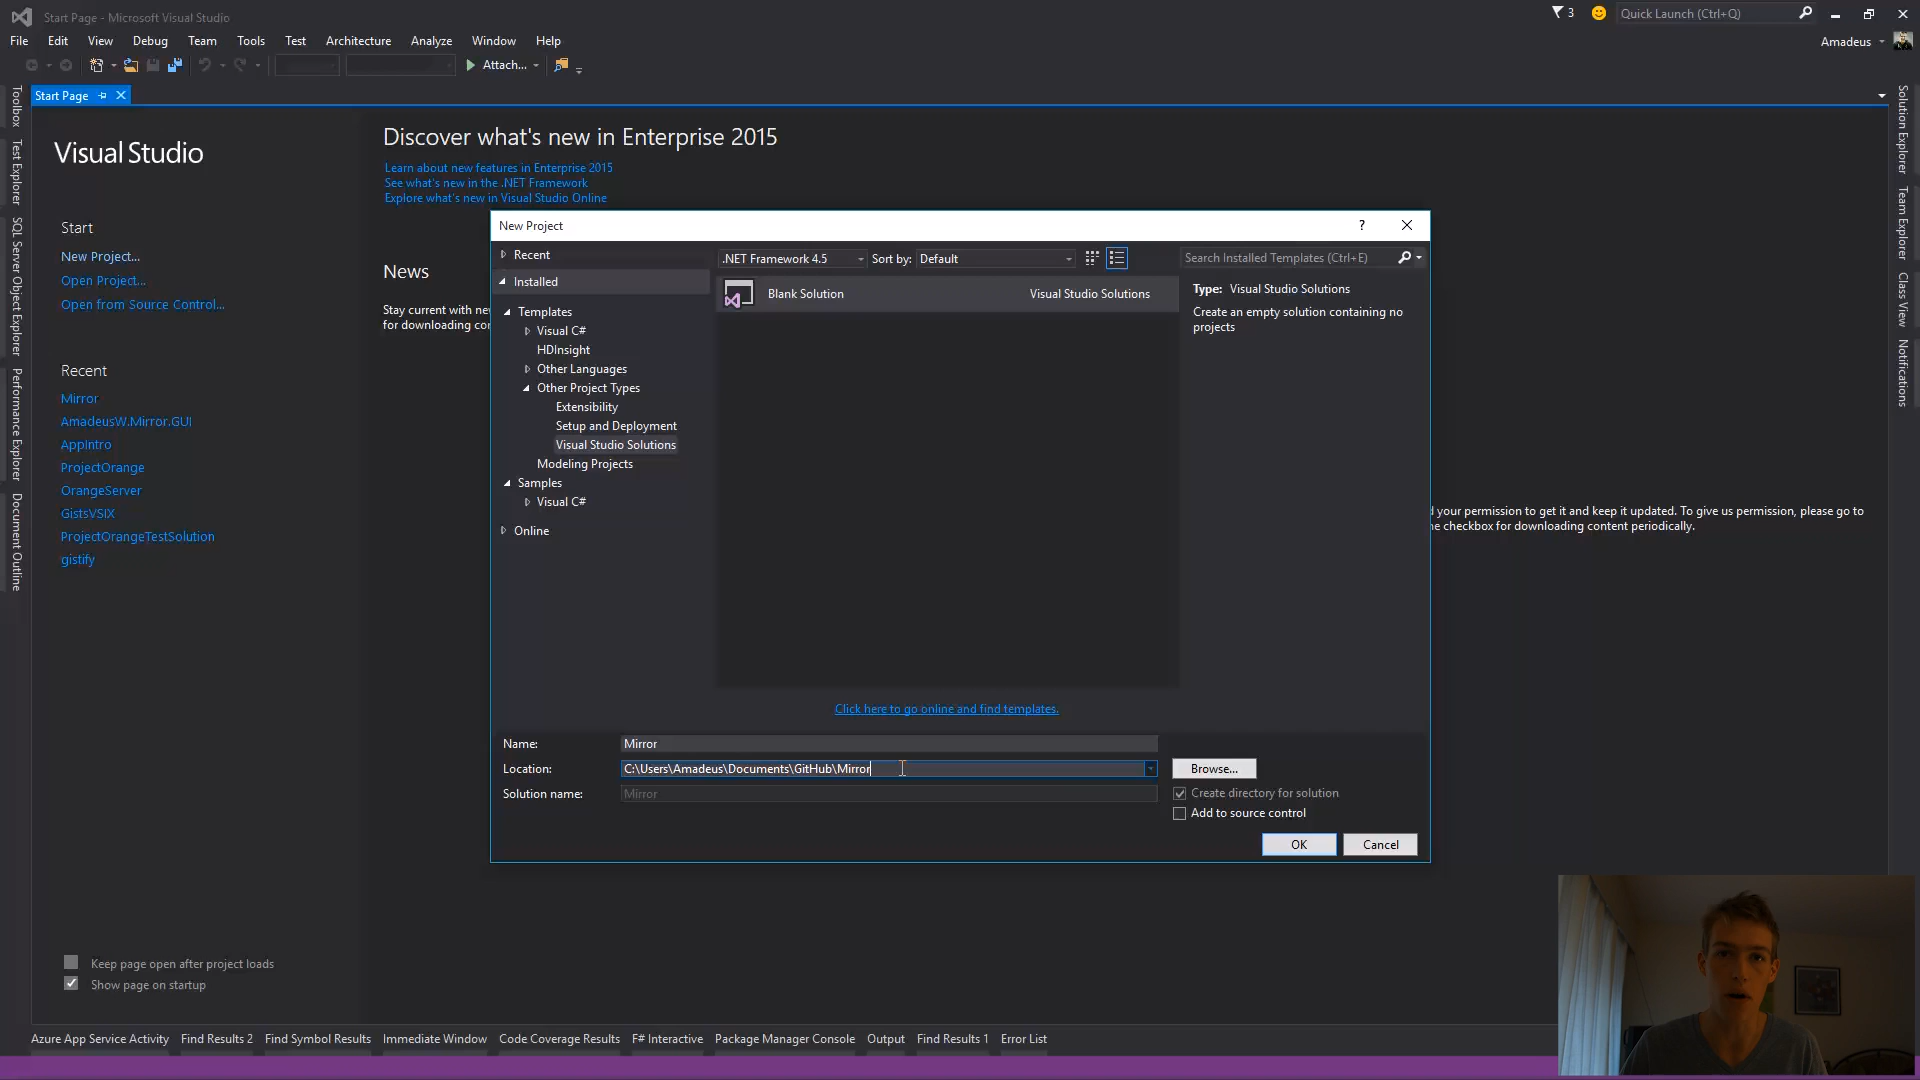 Start Page - Microsoft Visual Studio
3
Quick Launch (Ctrl+Q)
File Edit View Debug Team Tools Test Architecture Analyze Window Help
Amadeus
Attach...
Start Page
Toolbox
Test Explorer
SQL Server Object Explorer
Performance Explorer
Document Outline
Visual Studio
Start
New Project...
Open Project...
Open from Source Control...
Recent
Mirror
AmadeusW.Mirror.GUI
AppIntro
ProjectOrange
OrangeServer
GistsVSIX
ProjectOrangeTestSolution
gistify
Keep page open after project loads
Show page on startup
Discover what's new in Enterprise 2015
Learn about new features in Enterprise 2015
See what's new in the .NET Framework
Explore what's new in Visual Studio Online
News
Stay current with
for downloading
d your permission to get it and keep it updated. To give us permission, please go to
checkbox for downloading content periodically.
New Project
?
Recent
Installed
Templates
Visual C#
HDInsight
Other Languages
Other Project Types
Extensibility
Setup and Deployment
Visual Studio Solutions
Modeling Projects
Samples
Visual C#
Online
.NET Framework 4.5 Sort by: Default
Search Installed Templates (Ctrl+E)
Blank Solution Visual Studio Solutions
Type: Visual Studio Solutions
Create an empty solution containing no
projects
Click here to go online and find templates.
Name: Mirror
Location: C:\Users\Amadeus\Documents\GitHub\Mirror
Browse...
Solution name: Mirror
Create directory for solution
Add to source control
OK Cancel
Solution Explorer
Team Explorer
Class View
Notifications
Azure App Service Activity Find Results 2 Find Symbol Results Immediate Window Code Coverage Results F# Interactive Package Manager Console Output Find Results 1 Error List